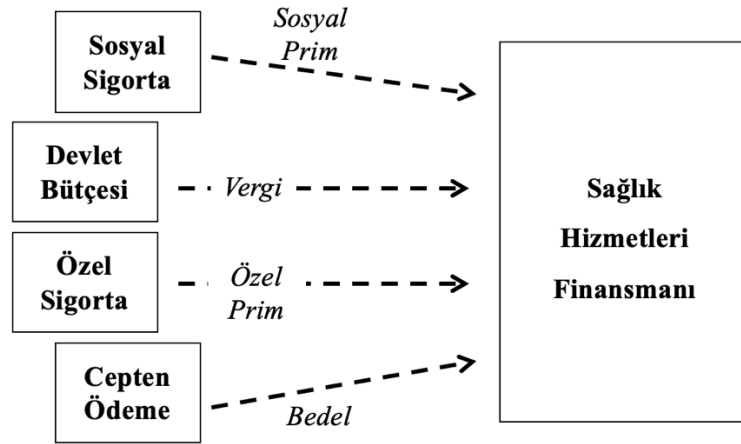 Sosyal
Sigorta
Sosyal
Prim
Devlet
Bütçesi
Vergi
Özel
Sigorta
Özel
Prim
Cepten
Ödeme
Bedel
Sağlık
Hizmetleri
Finansmanı